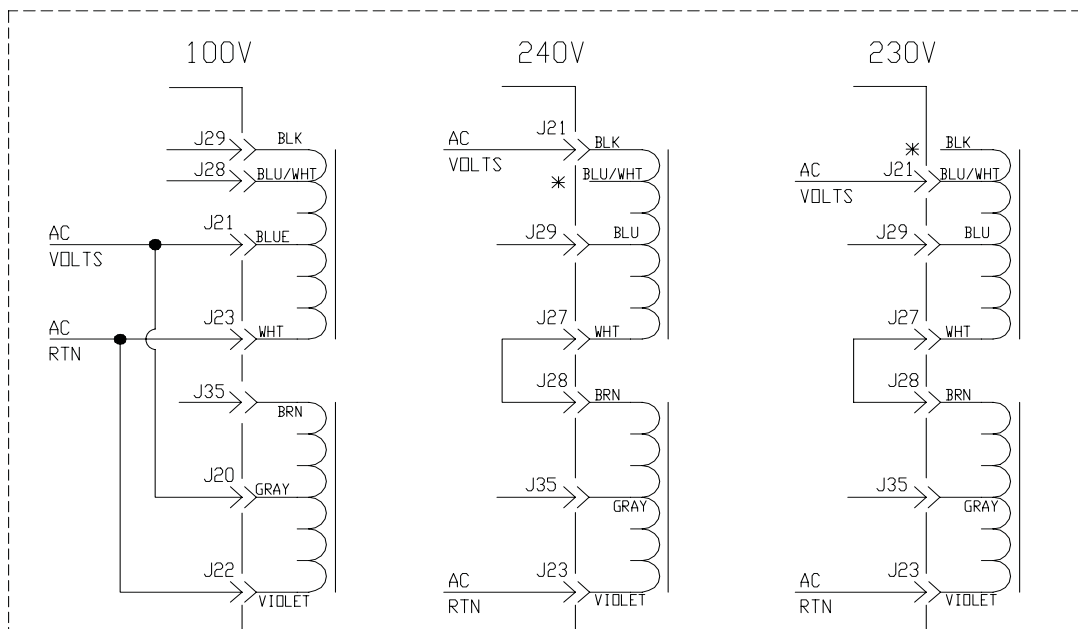 100V
J29 BLK
J28 BLU/WHT
J21 BLUE
AC
VOLTS
J23 WHT
AC
RTN
J35 BRN
J20 GRAY
J22 VIOLET
240V
J21 BLK
AC
VOLTS
* BLU/WHT
J29 BLU
J27 WHT
J28 BRN
J35 GRAY
AC
RTN
J23 VIOLET
230V
* BLK
AC
VOLTS
J21 BLU/WHT
J29 BLU
J27 WHT
J28 BRN
J35 GRAY
AC
RTN
J23 VIOLET